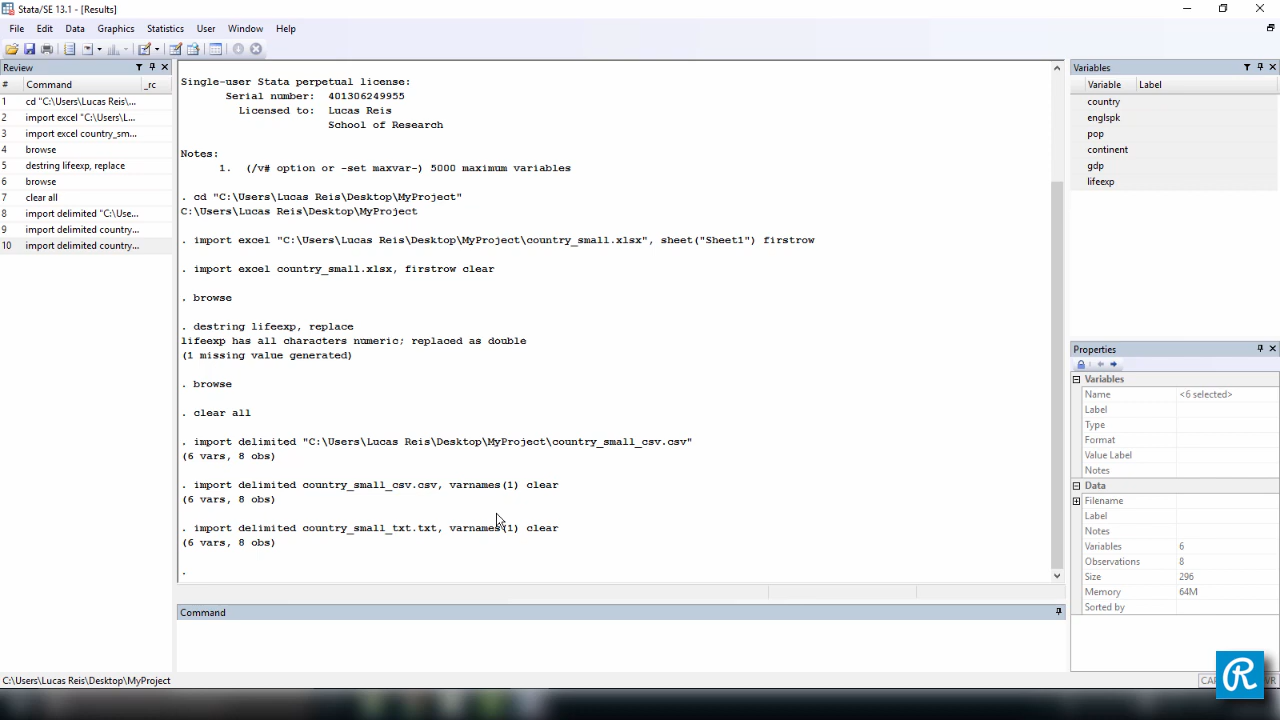 Stata/SE 13.1 - [Results]
File Edit Data Graphics Statistics User Window Help
Review
# Command _rc
1 cd "C:\Users\Lucas Reis\...
2 import excel "C:\Users\L...
3 import excel country_sm...
4 browse
5 destring lifeexp, replace
6 browse
7 clear all
8 import delimited "C:\Use...
9 import delimited country...
10 import delimited country...
Single-user Stata perpetual license:
Serial number: 401306249955
Licensed to: Lucas Reis
School of Research
Notes:
1. (/v# option or -set maxvar-) 5000 maximum variables
. cd "C:\Users\Lucas Reis\Desktop\MyProject"
C:\Users\Lucas Reis\Desktop\MyProject
. import excel "C:\Users\Lucas Reis\Desktop\MyProject\country_small.xlsx", sheet("Sheet1") firstrow
. import excel country_small.xlsx, firstrow clear
. browse
. destring lifeexp, replace
lifeexp has all characters numeric; replaced as double
(1 missing value generated)
. browse
. clear all
. import delimited "C:\Users\Lucas Reis\Desktop\MyProject\country_small_csv.csv"
(6 vars, 8 obs)
. import delimited country_small_csv.csv, varnames(1) clear
(6 vars, 8 obs)
. import delimited country_small_txt.txt, varnames(1) clear
(6 vars, 8 obs)
.
Command
Variables
Variable Label
country
englspk
pop
continent
gdp
lifeexp
Properties
Variables
Name <6 selected>
Label
Type
Format
Value Label
Notes
Data
Filename
Label
Notes
Variables 6
Observations 8
Size 296
Memory 64M
Sorted by
C:\Users\Lucas Reis\Desktop\MyProject
R